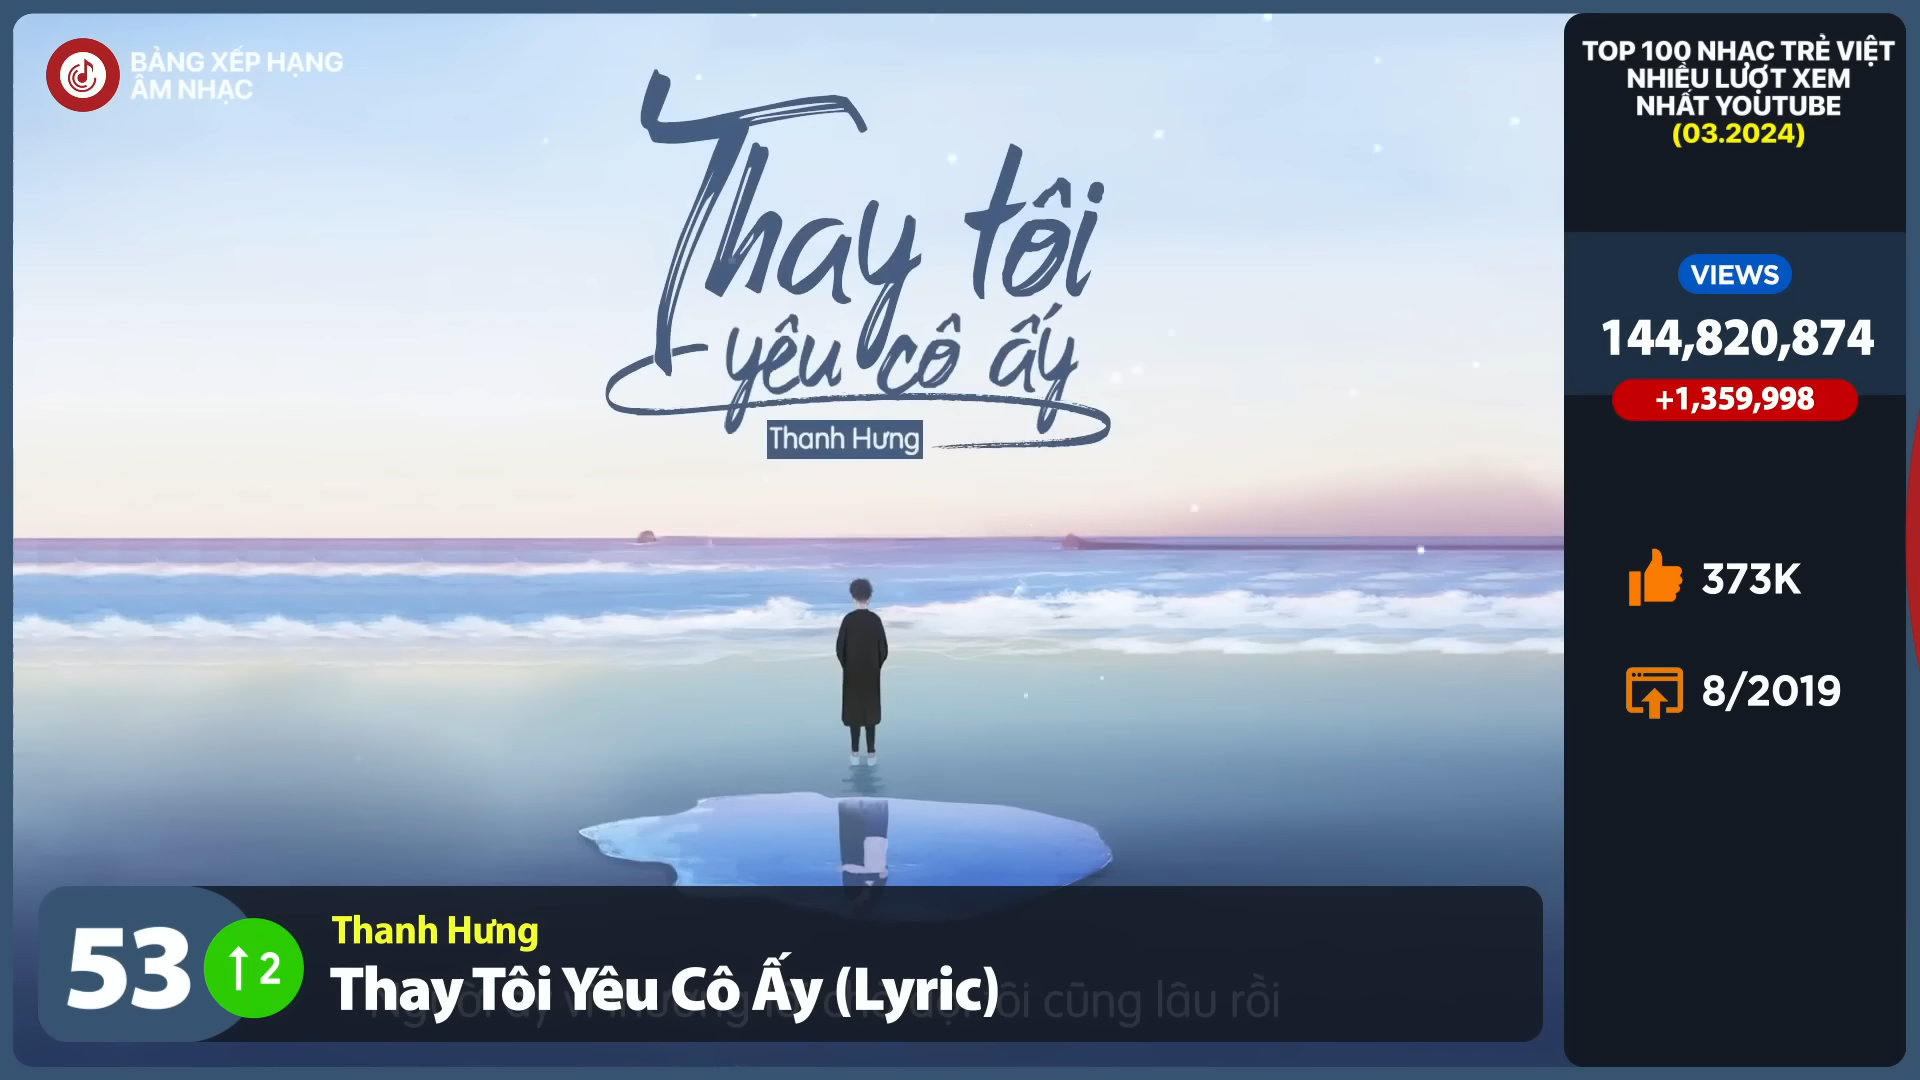 BẢNG XẾP HẠNG
ÂM NHẠC
Thay tôi
yêu cô ấy
Thanh Hưng
TOP 100 NHẠC TRẺ VIỆT
NHIỀU LƯỢT XEM
NHẤT YOUTUBE
(03.2024)
VIEWS
144,820,874
+1,359,998
373K
8/2019
53
↑2
Thanh Hưng
Thay Tôi Yêu Cô Ấy (Lyric)
cũng lâu rồi